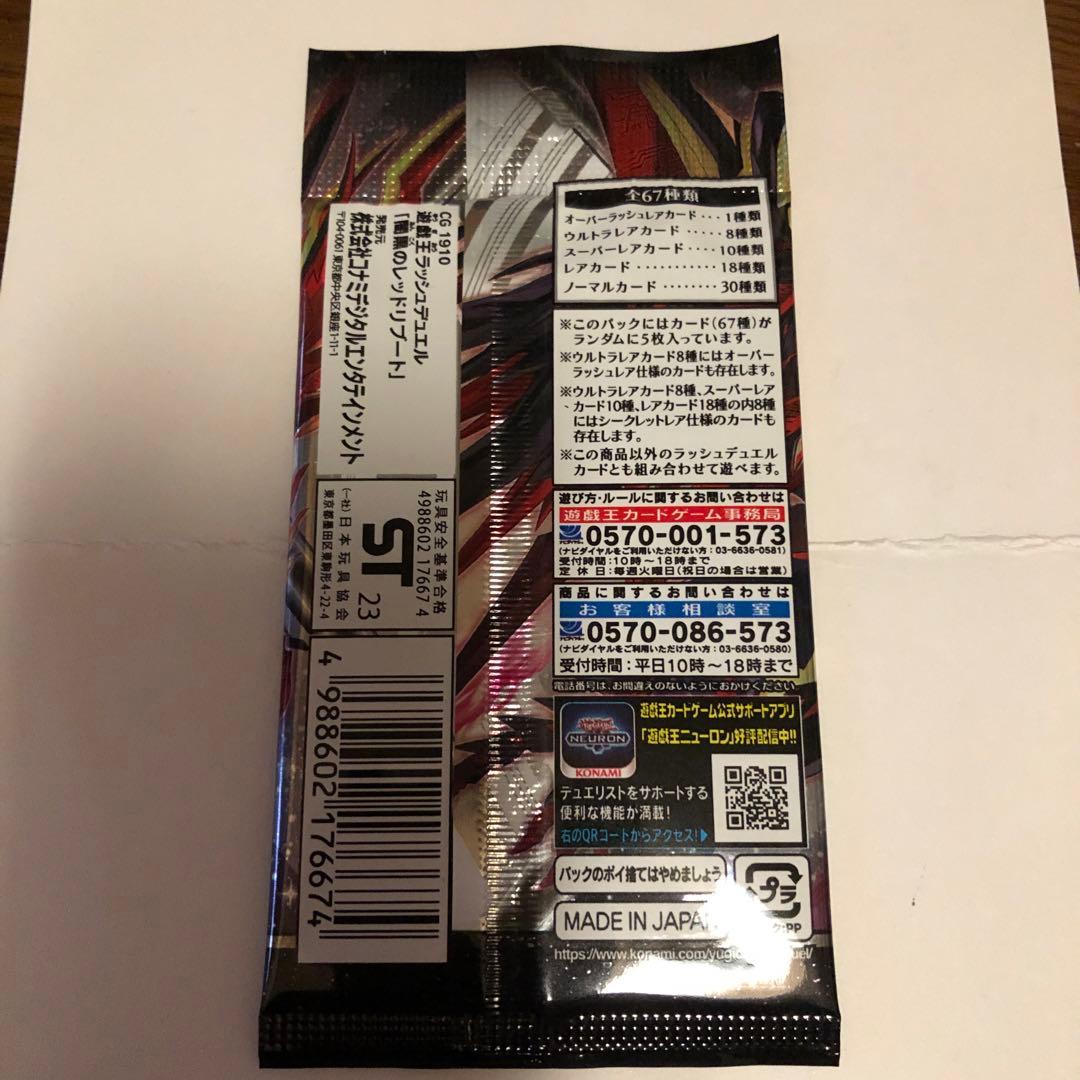 CG 1910
遊戯王ラッシュデュエル
「闇黒のレッドリブート」
発売元
株式会社コナミデジタルエンタテインメント
〒104-0061 東京都中央区銀座1-11-1
玩具安全基準合格
4988602 17667 4
ST 23
(一社)日本玩具協会
東京都墨田区東駒形4-22-4
4 988602 176674
全67種類
オーバーラッシュレアカード・・・1種類
ウルトラレアカード・・・・・8種類
スーパーレアカード・・・・10種類
レアカード・・・・・・・・・・・18種類
ノーマルカード・・・・・・・・30種類
※このパックにはカード(67種)が
ランダムに5枚入っています。
※ウルトラレアカード8種にはオーバー
ラッシュレア仕様のカードも存在します。
※ウルトラレアカード8種、スーパーレア
カード10種、レアカード18種の内8種
にはシークレットレア仕様のカードも
存在します。
※この商品以外のラッシュデュエル
カードとも組み合わせて遊べます。
遊び方・ルールに関するお問い合わせは
遊戯王カードゲーム事務局
0570-001-573
(ナビダイヤルをご利用いただけない方:03-6636-0581)
受付時間:10時〜18時まで
定休日:毎週火曜日(祝日の場合は営業)
商品に関するお問い合わせは
お客様相談室
0570-086-573
(ナビダイヤルをご利用いただけない方:03-6636-0580)
受付時間:平日10時〜18時まで
電話番号は、お間違えのないようにおかけください
遊戯王カードゲーム公式サポートアプリ
「遊戯王ニューロン」好評配信中!!
NEURON
KONAMI
デュエリストをサポートする
便利な機能が満載!
右のQRコードからアクセス!▶
パックのポイ捨てはやめましょう
プラ
PP
MADE IN JAPAN
https://www.konami.com/yugi